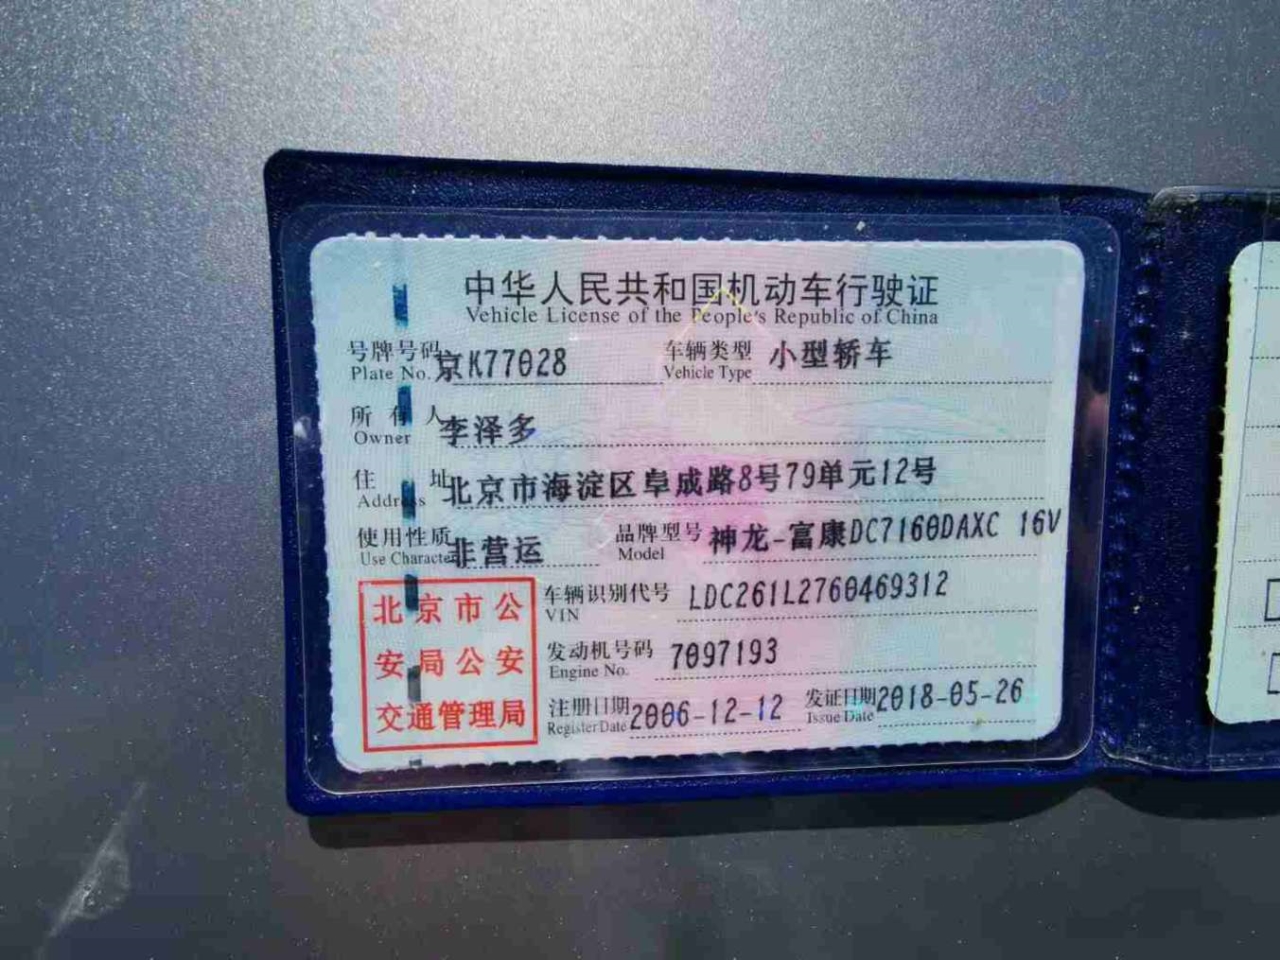 中华人民共和国机动车行驶证
Vehicle License of the People's Republic of China
号牌号码 京K77028 车辆类型 小型轿车
Plate No. Vehicle Type
所有人 李泽多
Owner
住址 北京市海淀区阜成路8号79单元12号
Address
使用性质 非营运 品牌型号 神龙-富康DC7160DAXC 16V
Use Character Model
北京市公安局公安交通管理局
车辆识别代号 LDC261L2760469312
VIN
发动机号码 7097193
Engine No.
注册日期 2006-12-12 发证日期 2018-05-26
Register Date Issue Date